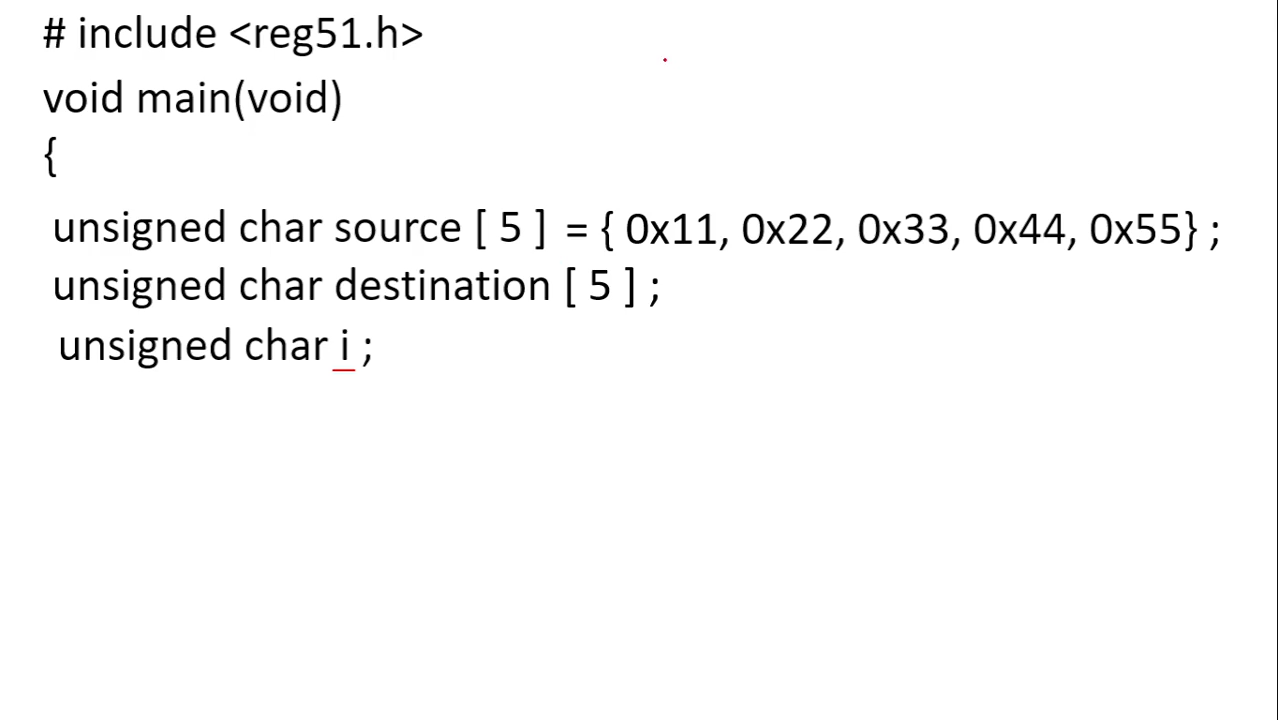 # include <reg51.h>
void main(void)
{
unsigned char source [ 5 ] = { 0x11, 0x22, 0x33, 0x44, 0x55} ;
unsigned char destination [ 5 ] ;
unsigned char i ;